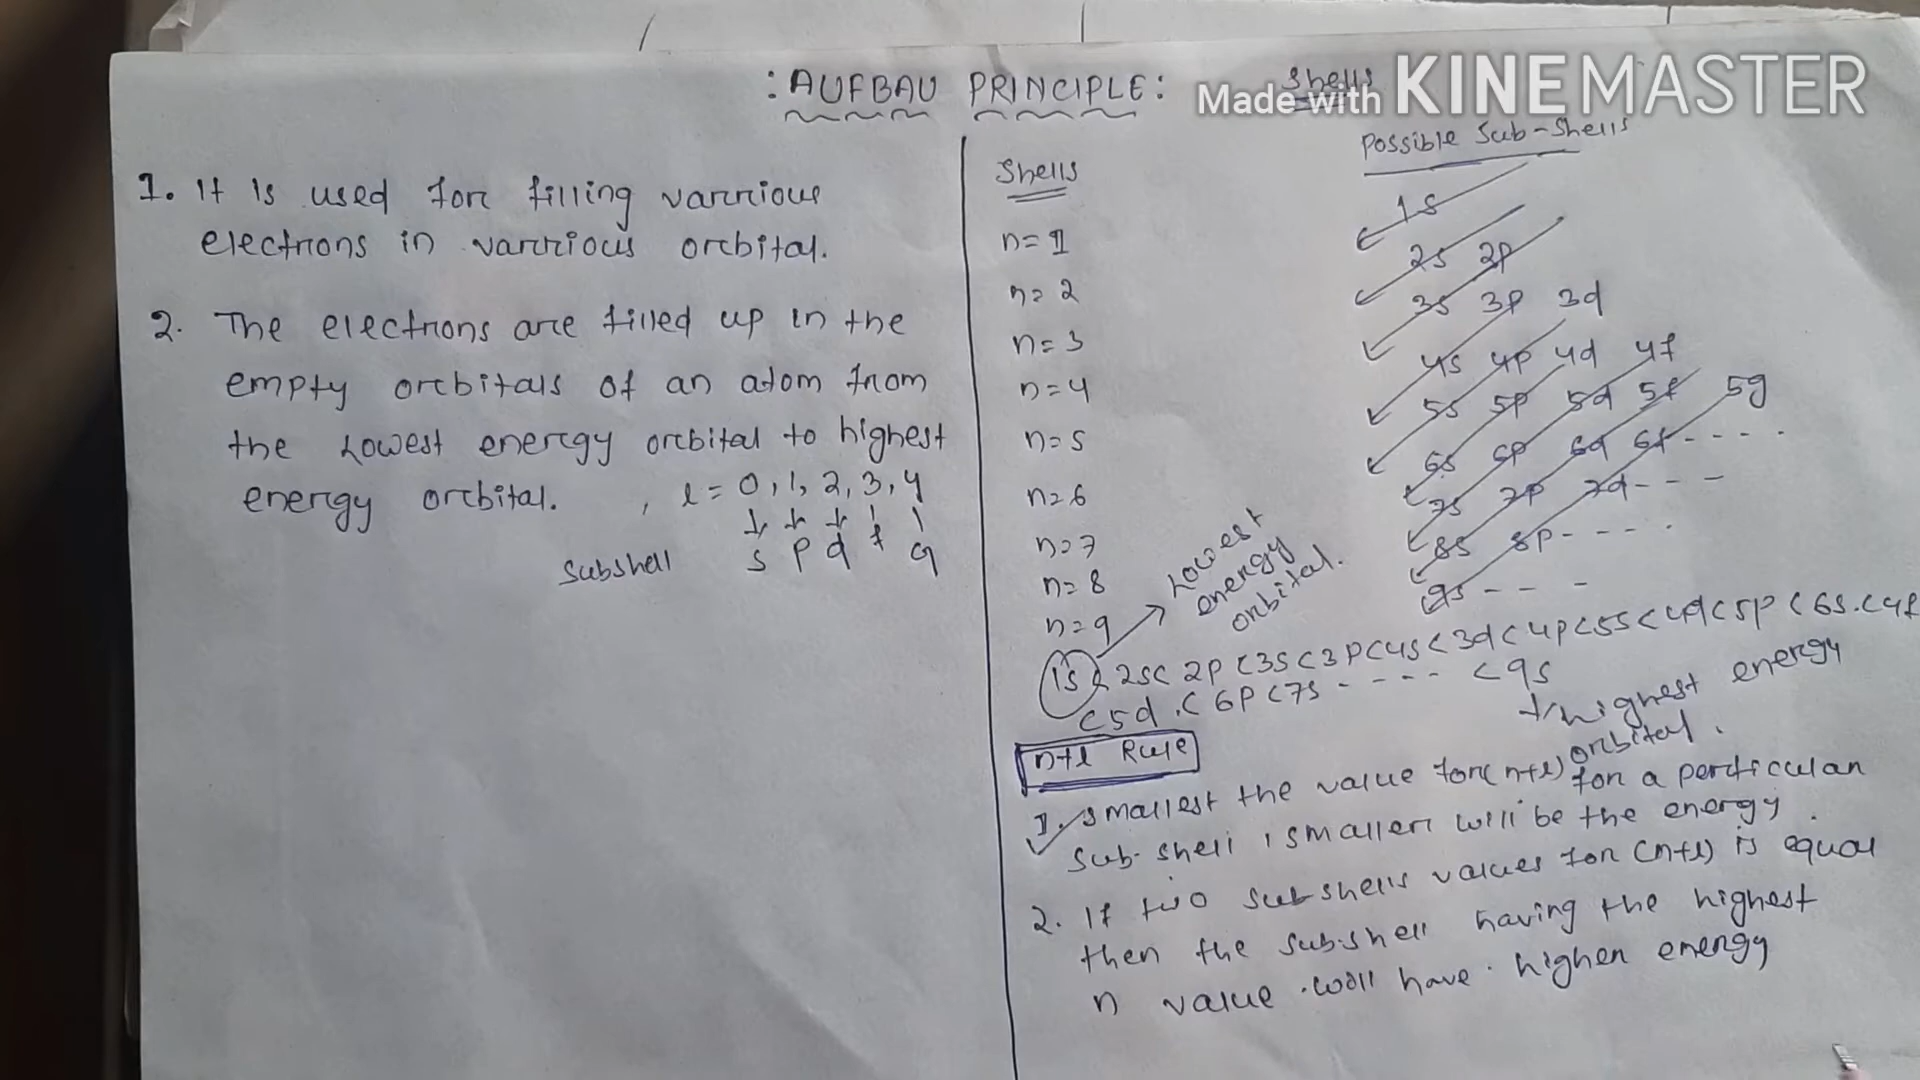 : AUFBAU PRINCIPLE :
Shells
Made with KINEMASTER
1. It is used for filling varrious
electrons in varrious orbital.
2. The electrons are filled up in the
empty orbitals of an atom from
the Lowest energy orbital to highest
energy orbital. , l = 0, 1, 2, 3, 4
Subshell s p d f g
Shells
n = 1
n = 2
n = 3
n = 4
n = 5
n = 6
n = 7
n = 8
n = 9
Possible Sub-Shells
1s
2s 2p
3s 3p 3d
4s 4p 4d 4f
5s 5p 5d 5f 5g
6s 6p 6d 6f - - - .
7s 7p 7d - - -
8s 8p - - - - .
9s - - -
Lowest
energy
orbital.
1s < 2s < 2p < 3s < 3p < 4s < 3d < 4p < 5s < 4d < 5p < 6s . < 4f
< 5d . < 6p < 7s - - - - < 9s
highest energy
orbital .
n+l Rule
1. smallest the value for (n+l) for a perticular
Sub-shell , smaller will be the energy .
2. If two subshells values for (n+l) is equal
then the subshell having the highest
n value will have higher energy